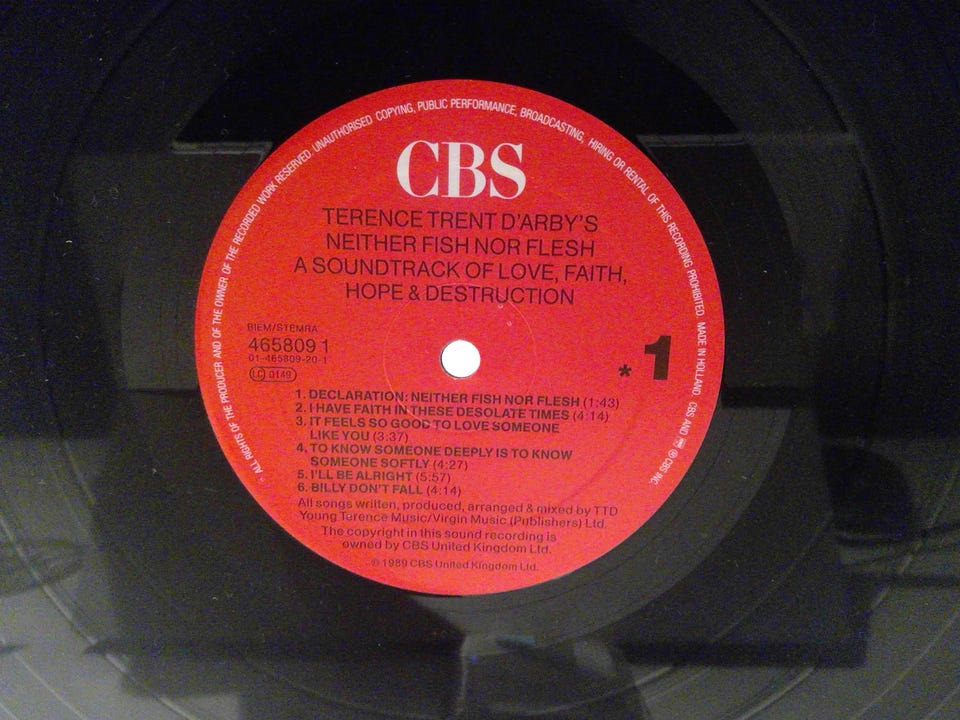 ALL RIGHTS OF THE PRODUCER AND OF THE OWNER OF THE RECORDED WORK RESERVED. UNAUTHORISED COPYING, PUBLIC PERFORMANCE, BROADCASTING, HIRING OR RENTAL OF THIS RECORDING PROHIBITED. MADE IN HOLLAND. CBS AND ℗ CBS INC.
CBS
TERENCE TRENT D'ARBY'S
NEITHER FISH NOR FLESH
A SOUNDTRACK OF LOVE, FAITH,
HOPE & DESTRUCTION
BIEM/STEMRA
465809 1
01-465809-20-1
LC 0149
* 1
1. DECLARATION: NEITHER FISH NOR FLESH (1:43)
2. I HAVE FAITH IN THESE DESOLATE TIMES (4:14)
3. IT FEELS SO GOOD TO LOVE SOMEONE
LIKE YOU (3:37)
4. TO KNOW SOMEONE DEEPLY IS TO KNOW
SOMEONE SOFTLY (4:27)
5. I'LL BE ALRIGHT (5:57)
6. BILLY DON'T FALL (4:14)
All songs written, produced, arranged & mixed by TTD
Young Terence Music/Virgin Music (Publishers) Ltd.
The copyright in this sound recording is
owned by CBS United Kingdom Ltd.
℗ 1989 CBS United Kingdom Ltd.